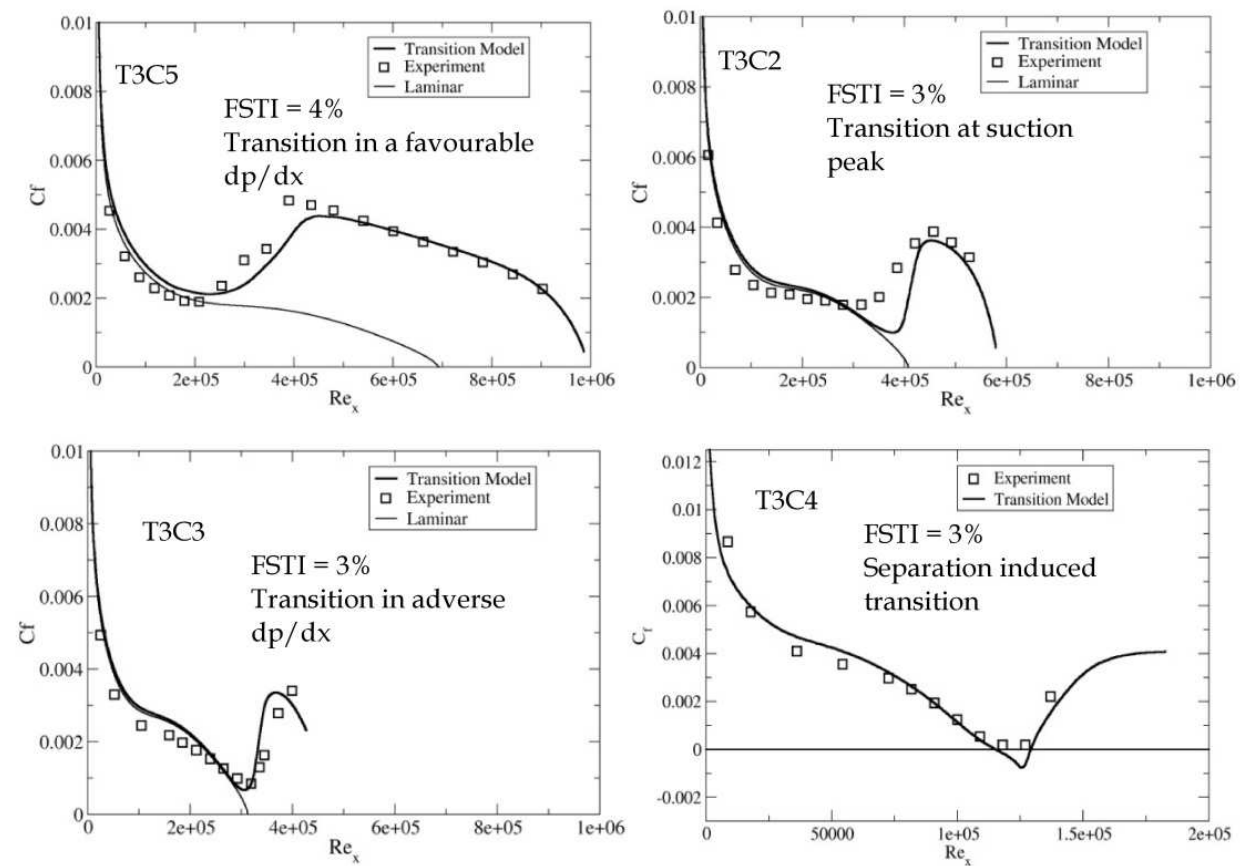 0.01
T3C5
Transition Model
Experiment
Laminar
0.008
FSTI = 4%
Transition in a favourable
dp/dx
0.006
Cf
0.004
0.002
0
0 2e+05 4e+05 6e+05 8e+05 1e+06
Re_x
0.01
T3C2
Transition Model
Experiment
Laminar
0.008
FSTI = 3%
Transition at suction
peak
0.006
Cf
0.004
0.002
0
0 2e+05 4e+05 6e+05 8e+05 1e+06
Re_x
0.01
Transition Model
Experiment
Laminar
T3C3
0.008
FSTI = 3%
Transition in adverse
dp/dx
0.006
Cf
0.004
0.002
0
0 2e+05 4e+05 6e+05 8e+05 1e+06
Re_x
0.012
Experiment
Transition Model
T3C4
0.010
FSTI = 3%
Separation induced
transition
0.008
0.006
C_f
0.004
0.002
0
-0.002
0 50000 1e+05 1.5e+05 2e+05
Re_x